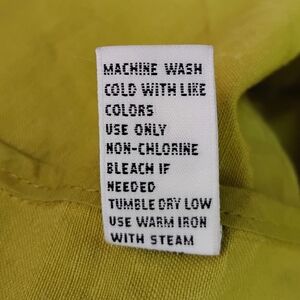 MACHINE WASH
COLD WITH LIKE
COLORS
USE ONLY
NON-CHLORINE
BLEACH IF
NEEDED
TUMBLE DRY LOW
USE WARM IRON
WITH STEAM